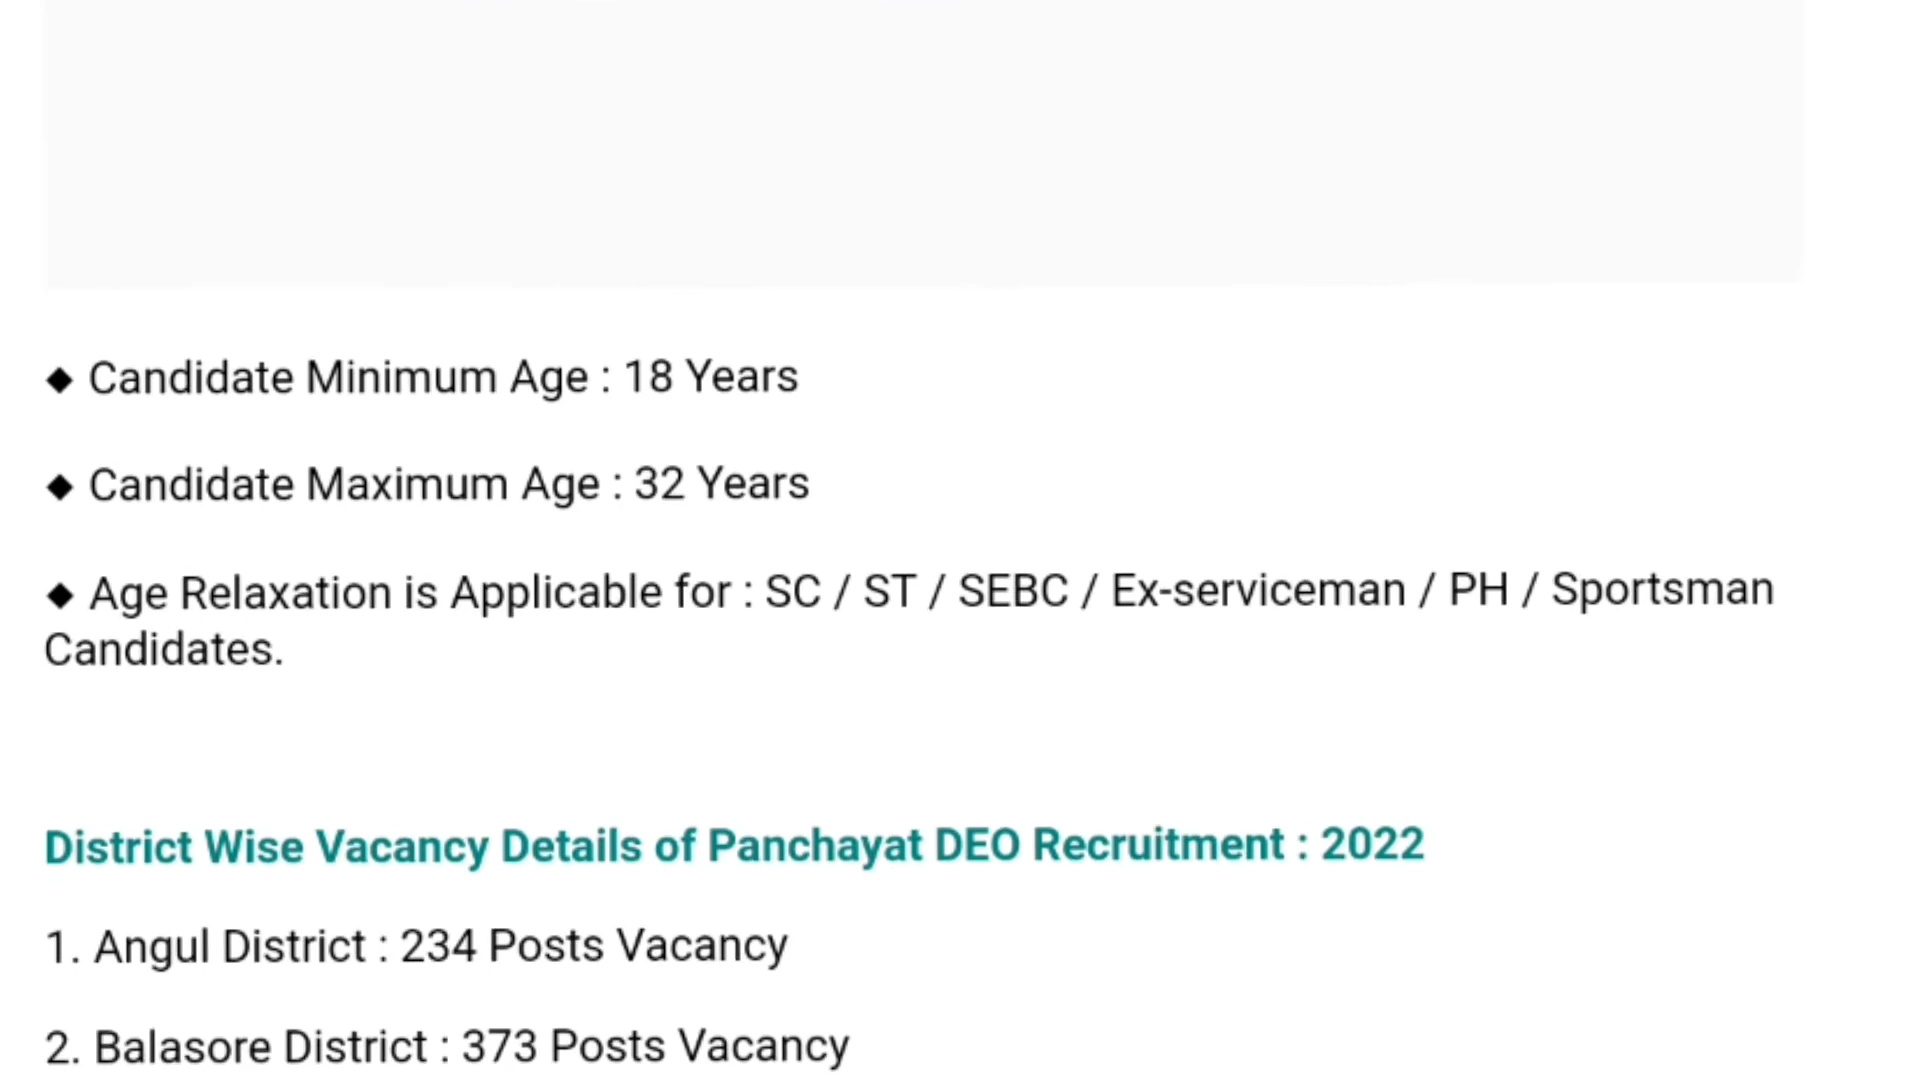 ◆ Candidate Minimum Age : 18 Years
◆ Candidate Maximum Age : 32 Years
◆ Age Relaxation is Applicable for : SC / ST / SEBC / Ex-serviceman / PH / Sportsman
Candidates.
District Wise Vacancy Details of Panchayat DEO Recruitment : 2022
1. Angul District : 234 Posts Vacancy
2. Balasore District : 373 Posts Vacancy